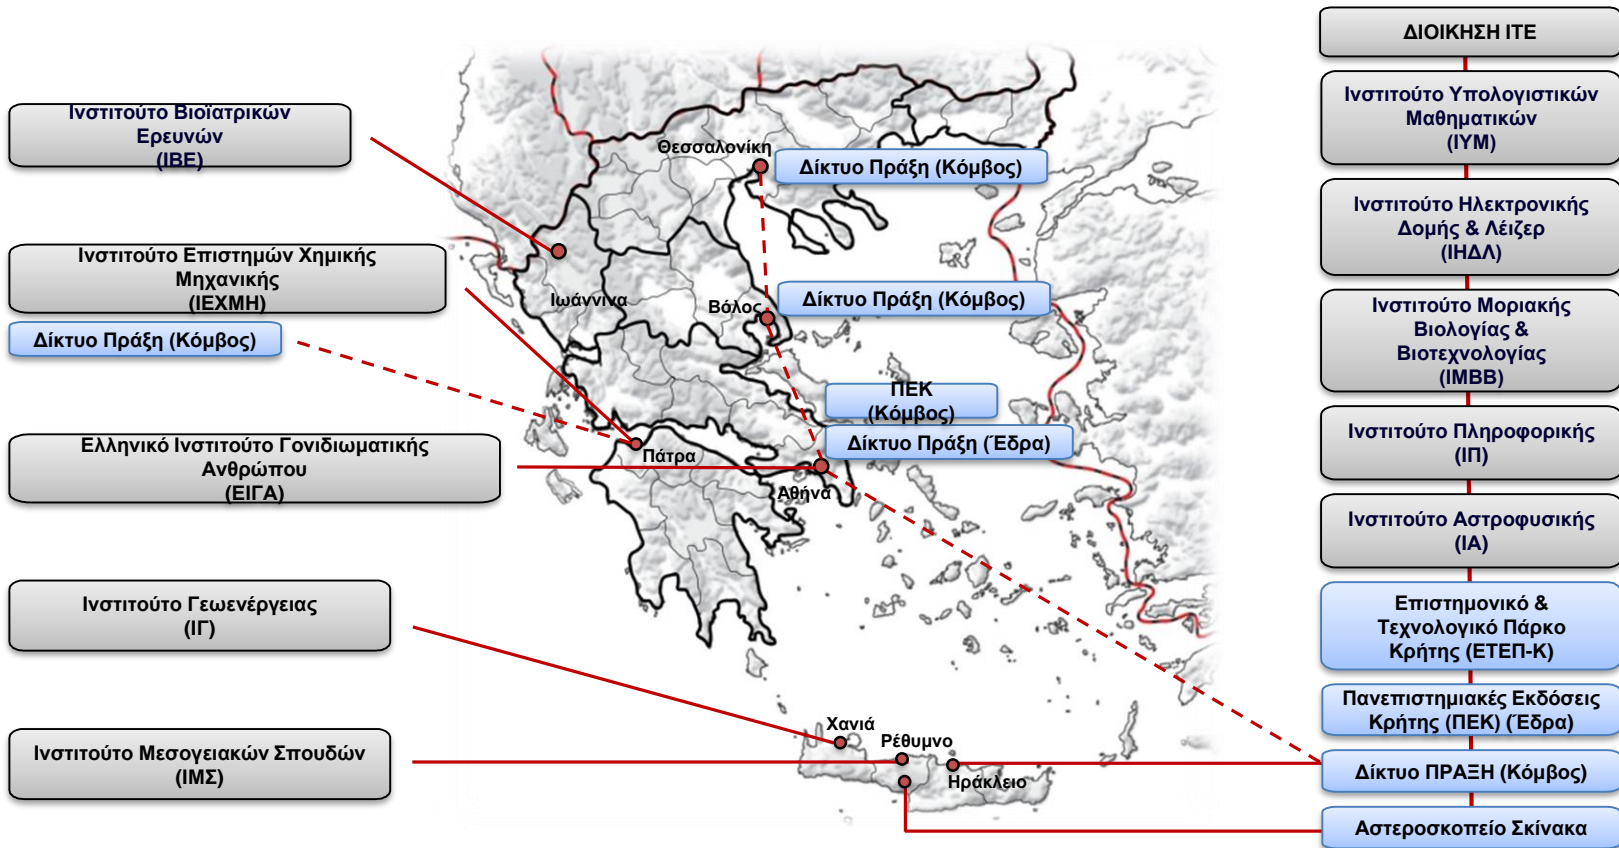 Ινστιτούτο Βιοϊατρικών
Ερευνών
(ΙΒΕ)
Ινστιτούτο Επιστημών Χημικής
Μηχανικής
(ΙΕΧΜΗ)
Δίκτυο Πράξη (Κόμβος)
Ελληνικό Ινστιτούτο Γονιδιωματικής
Ανθρώπου
(ΕΙΓΑ)
Ινστιτούτο Γεωενέργειας
(ΙΓ)
Ινστιτούτο Μεσογειακών Σπουδών
(ΙΜΣ)
Θεσσαλονίκη
Δίκτυο Πράξη (Κόμβος)
Ιωάννινα
Βόλος
Δίκτυο Πράξη (Κόμβος)
ΠΕΚ
(Κόμβος)
Δίκτυο Πράξη (Έδρα)
Πάτρα
Αθήνα
Χανιά
Ρέθυμνο
Ηράκλειο
ΔΙΟΙΚΗΣΗ ΙΤΕ
Ινστιτούτο Υπολογιστικών
Μαθηματικών
(ΙΥΜ)
Ινστιτούτο Ηλεκτρονικής
Δομής & Λέιζερ
(ΙΗΔΛ)
Ινστιτούτο Μοριακής
Βιολογίας &
Βιοτεχνολογίας
(ΙΜΒΒ)
Ινστιτούτο Πληροφορικής
(ΙΠ)
Ινστιτούτο Αστροφυσικής
(ΙΑ)
Επιστημονικό &
Τεχνολογικό Πάρκο
Κρήτης (ΕΤΕΠ-Κ)
Πανεπιστημιακές Εκδόσεις
Κρήτης (ΠΕΚ) (Έδρα)
Δίκτυο ΠΡΑΞΗ (Κόμβος)
Αστεροσκοπείο Σκίνακα